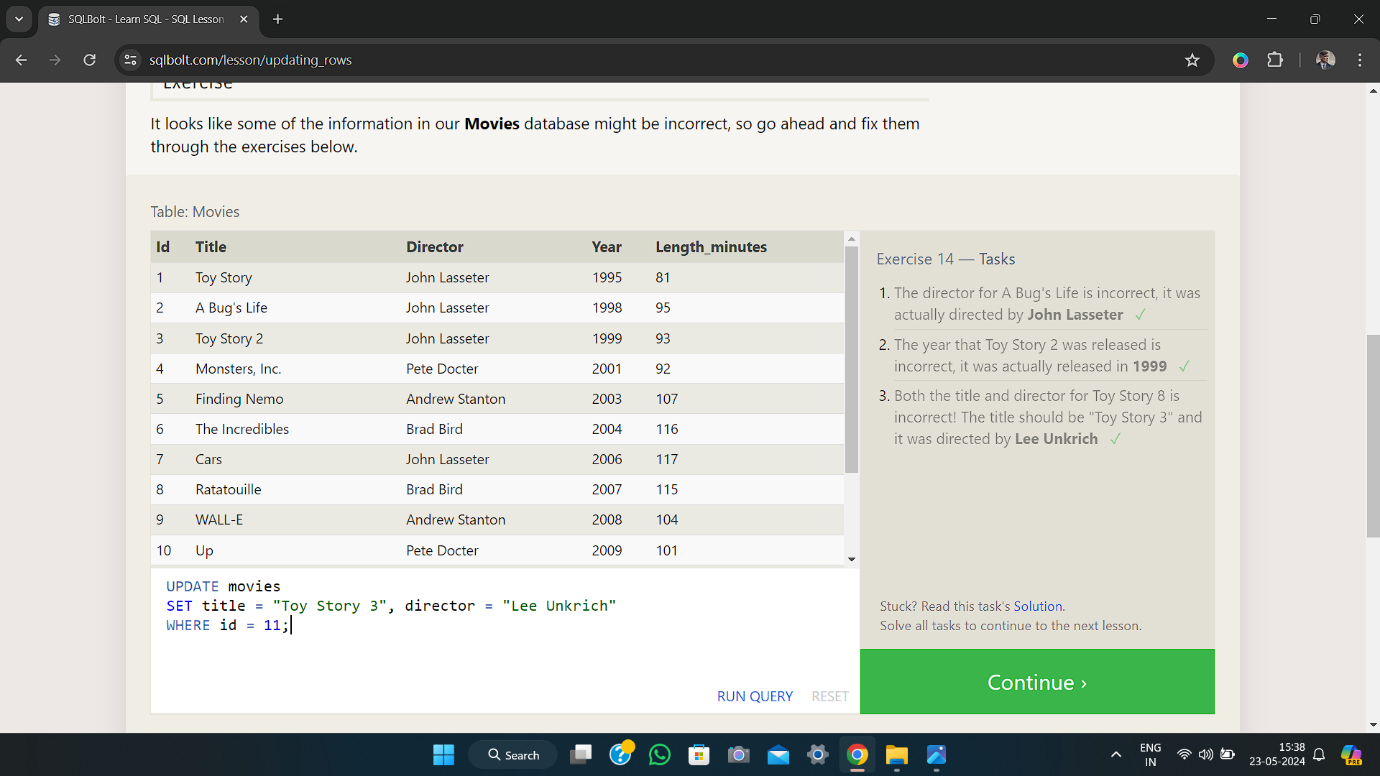 SQLBolt - Learn SQL - SQL Lesson
sqlbolt.com/lesson/updating_rows
Exercise
It looks like some of the information in our Movies database might be incorrect, so go ahead and fix them
through the exercises below.
Table: Movies
Id Title Director Year Length_minutes
1 Toy Story John Lasseter 1995 81
2 A Bug's Life John Lasseter 1998 95
3 Toy Story 2 John Lasseter 1999 93
4 Monsters, Inc. Pete Docter 2001 92
5 Finding Nemo Andrew Stanton 2003 107
6 The Incredibles Brad Bird 2004 116
7 Cars John Lasseter 2006 117
8 Ratatouille Brad Bird 2007 115
9 WALL-E Andrew Stanton 2008 104
10 Up Pete Docter 2009 101
UPDATE movies
SET title = "Toy Story 3", director = "Lee Unkrich"
WHERE id = 11;
RUN QUERY RESET
Exercise 14 — Tasks
1. The director for A Bug's Life is incorrect, it was
actually directed by John Lasseter ✓
2. The year that Toy Story 2 was released is
incorrect, it was actually released in 1999 ✓
3. Both the title and director for Toy Story 8 is
incorrect! The title should be "Toy Story 3" and
it was directed by Lee Unkrich ✓
Stuck? Read this task's Solution.
Solve all tasks to continue to the next lesson.
Continue ›
Search
ENG
IN
15:38
23-05-2024
PRE